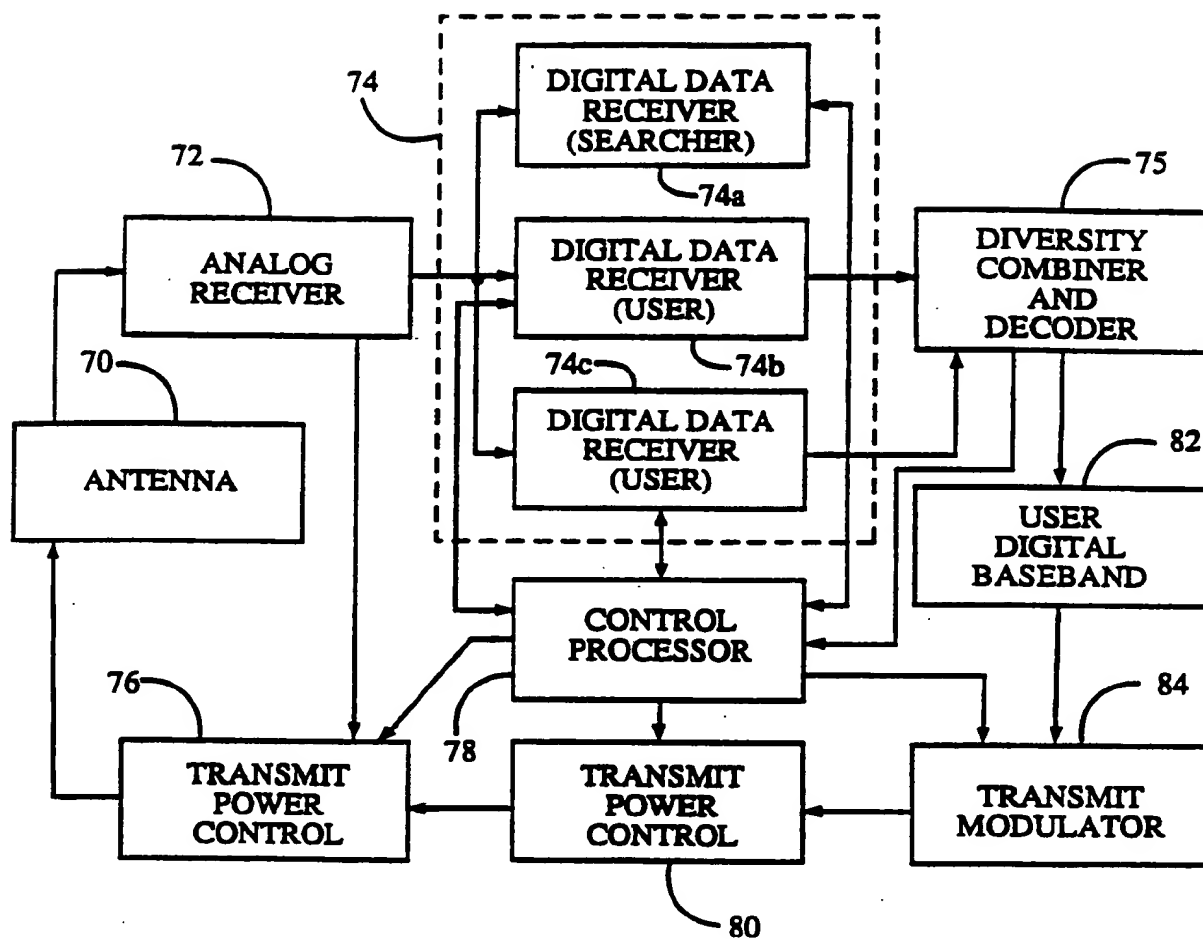 74
DIGITAL DATA
RECEIVER
(SEARCHER)
74a
72
ANALOG
RECEIVER
DIGITAL DATA
RECEIVER
(USER)
74b
75
DIVERSITY
COMBINER
AND
DECODER
70
ANTENNA
74c
DIGITAL DATA
RECEIVER
(USER)
82
USER
DIGITAL
BASEBAND
CONTROL
PROCESSOR
78
76
TRANSMIT
POWER
CONTROL
TRANSMIT
POWER
CONTROL
80
84
TRANSMIT
MODULATOR